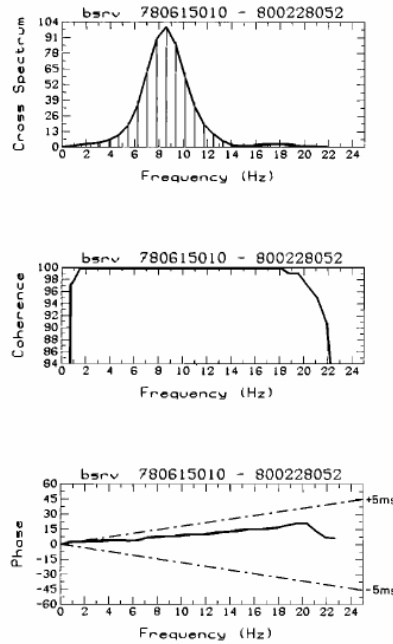 bsrv 780615010 - 800228052
Cross Spectrum
104
91
78
65
52
39
26
13
0
0 2 4 6 8 10 12 14 16 18 20 22 24
Frequency (Hz)
bsrv 780615010 - 800228052
Coherence
100
98
96
94
92
90
88
86
84
0 2 4 6 8 10 12 14 16 18 20 22 24
Frequency (Hz)
bsrv 780615010 - 800228052
Phase
60
45
30
15
0
-15
-30
-45
-60
+5ms
-5ms
0 2 4 6 8 10 12 14 16 18 20 22 24
Frequency (Hz)